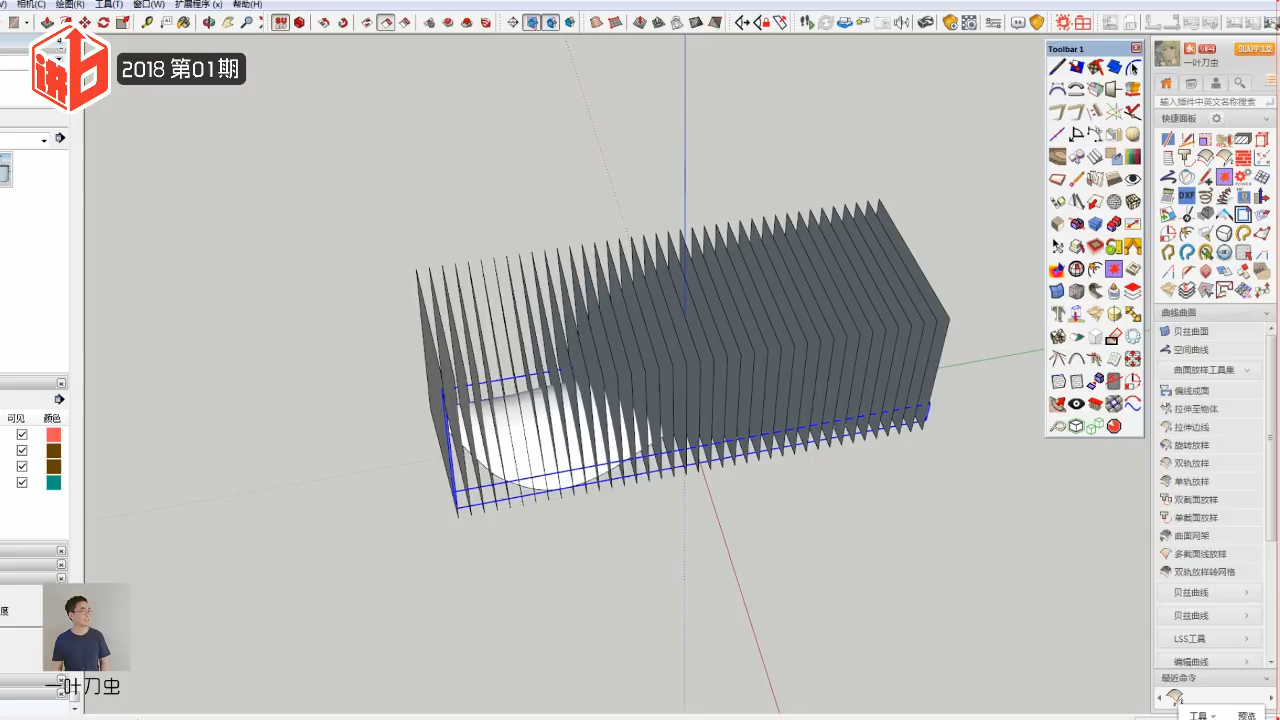 相机(C) 绘图(R) 工具(T) 窗口(W) 扩展程序(x) 帮助(H)
2018 第01期
Toolbar 1
一叶刀虫
SUAPP3.32
输入插件中英文名称搜索
快捷面板
DXF
可见 颜色
曲线曲面
贝兹曲面
空间曲线
曲面放样工具集
偏线成面
拉伸至物体
拉伸边线
旋转放样
双轨放样
单轨放样
双截面放样
单截面放样
曲面网架
多截面线放样
双轨放样转网格
贝兹曲线
贝兹曲线
LSS工具
编辑曲线
最近命令
工具 预览
度
一叶刀虫